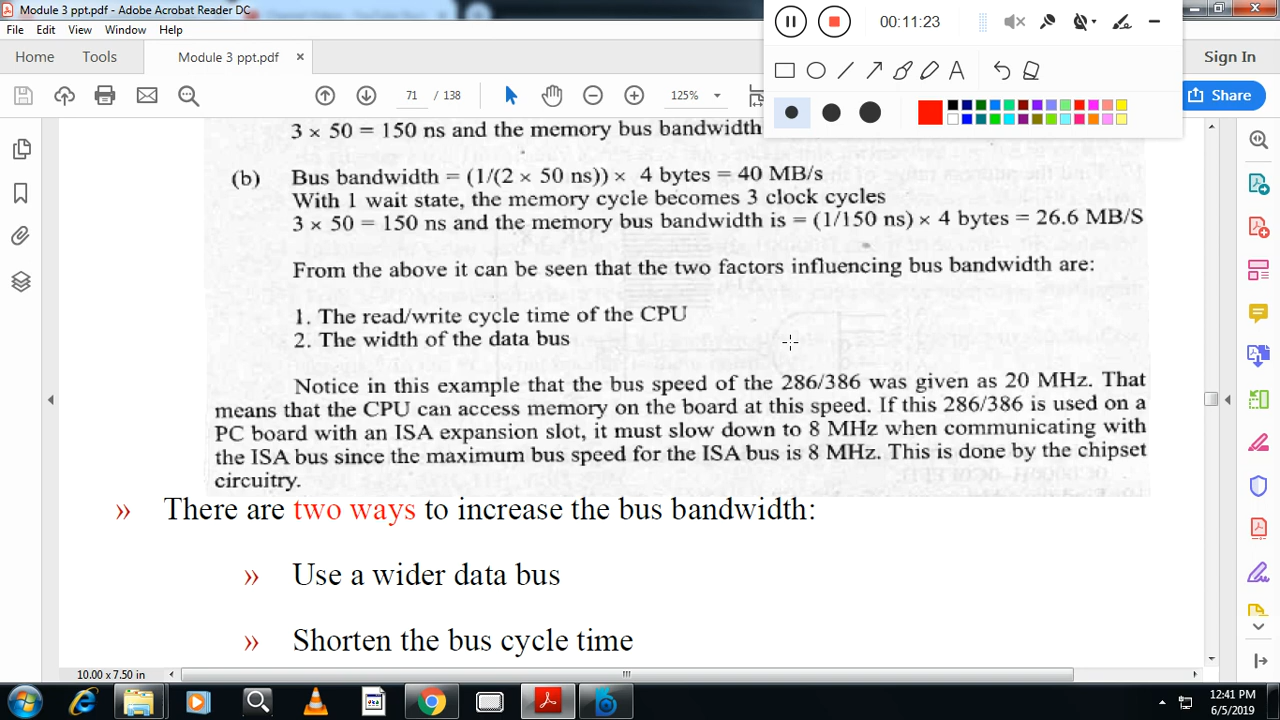 Module 3 ppt.pdf - Adobe Acrobat Reader DC
File Edit View Window Help
00:11:23
Home Tools Module 3 ppt.pdf × Sign In
71 / 138 125% Share
3 × 50 = 150 ns and the memory bus bandwidth
(b) Bus bandwidth = (1/(2 × 50 ns)) × 4 bytes = 40 MB/s
With 1 wait state, the memory cycle becomes 3 clock cycles
3 × 50 = 150 ns and the memory bus bandwidth is = (1/150 ns) × 4 bytes = 26.6 MB/S
From the above it can be seen that the two factors influencing bus bandwidth are:
1. The read/write cycle time of the CPU
2. The width of the data bus
Notice in this example that the bus speed of the 286/386 was given as 20 MHz. That
means that the CPU can access memory on the board at this speed. If this 286/386 is used on a
PC board with an ISA expansion slot, it must slow down to 8 MHz when communicating with
the ISA bus since the maximum bus speed for the ISA bus is 8 MHz. This is done by the chipset
circuitry.
» There are two ways to increase the bus bandwidth:
» Use a wider data bus
» Shorten the bus cycle time
10.00 x 7.50 in
12:41 PM
6/5/2019